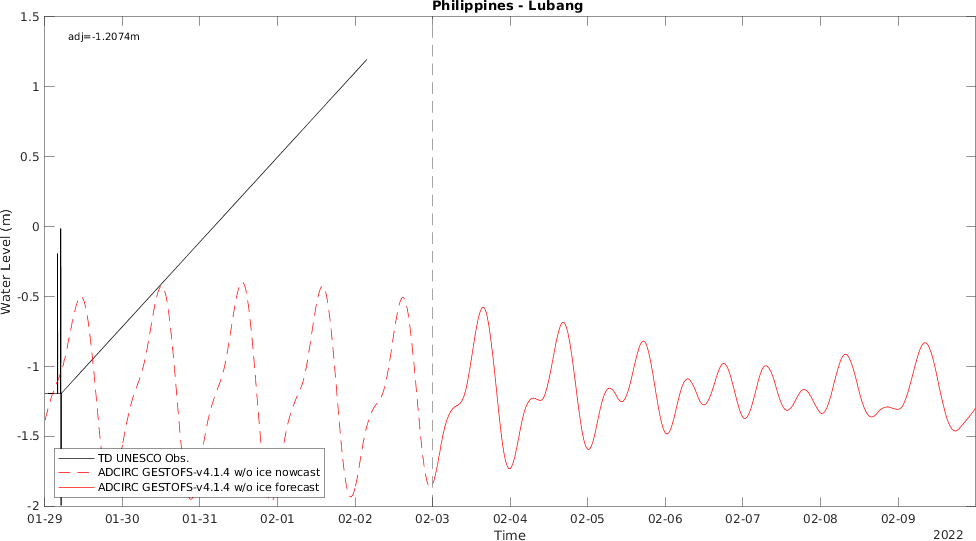 Philippines - Lubang
adj=-1.2074m
1.5
1
0.5
0
-0.5
-1
-1.5
-2
Water Level (m)
TD UNESCO Obs.
ADCIRC GESTOFS-v4.1.4 w/o ice nowcast
ADCIRC GESTOFS-v4.1.4 w/o ice forecast
01-29 01-30 01-31 02-01 02-02 02-03 02-04 02-05 02-06 02-07 02-08 02-09
Time
2022